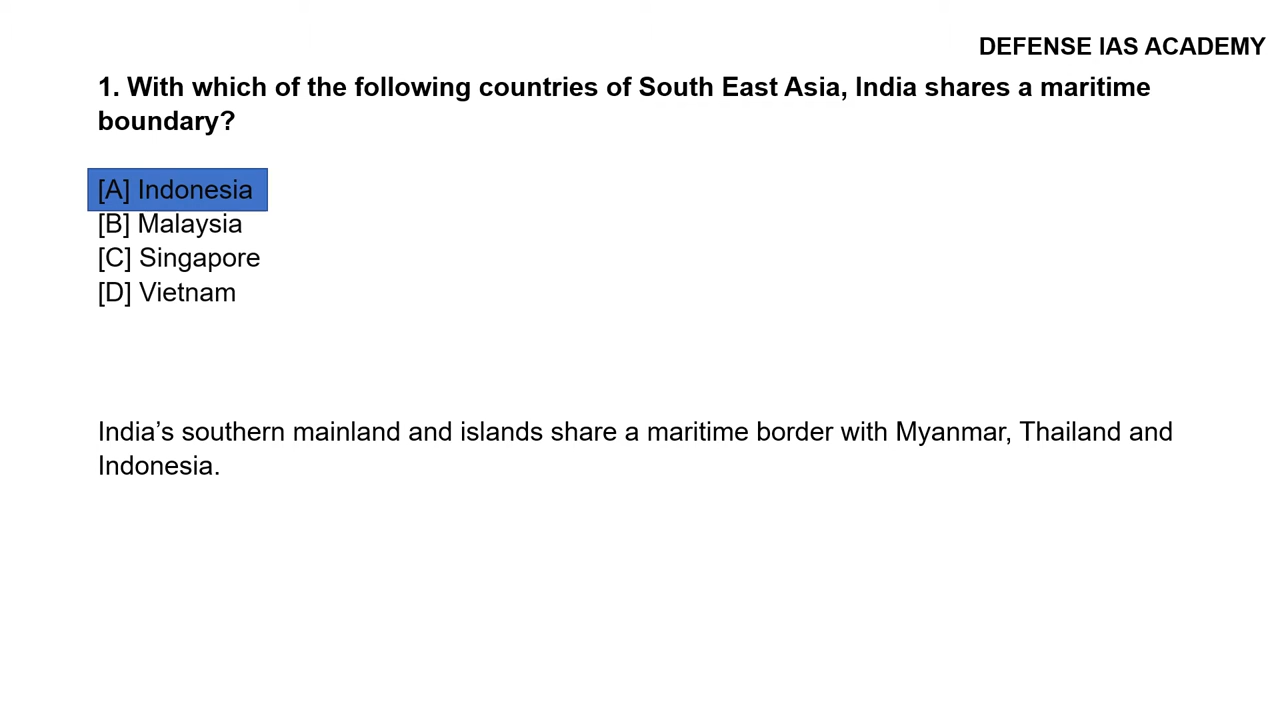 DEFENSE IAS ACADEMY
1. With which of the following countries of South East Asia, India shares a maritime
boundary?
[A] Indonesia
[B] Malaysia
[C] Singapore
[D] Vietnam
India’s southern mainland and islands share a maritime border with Myanmar, Thailand and
Indonesia.